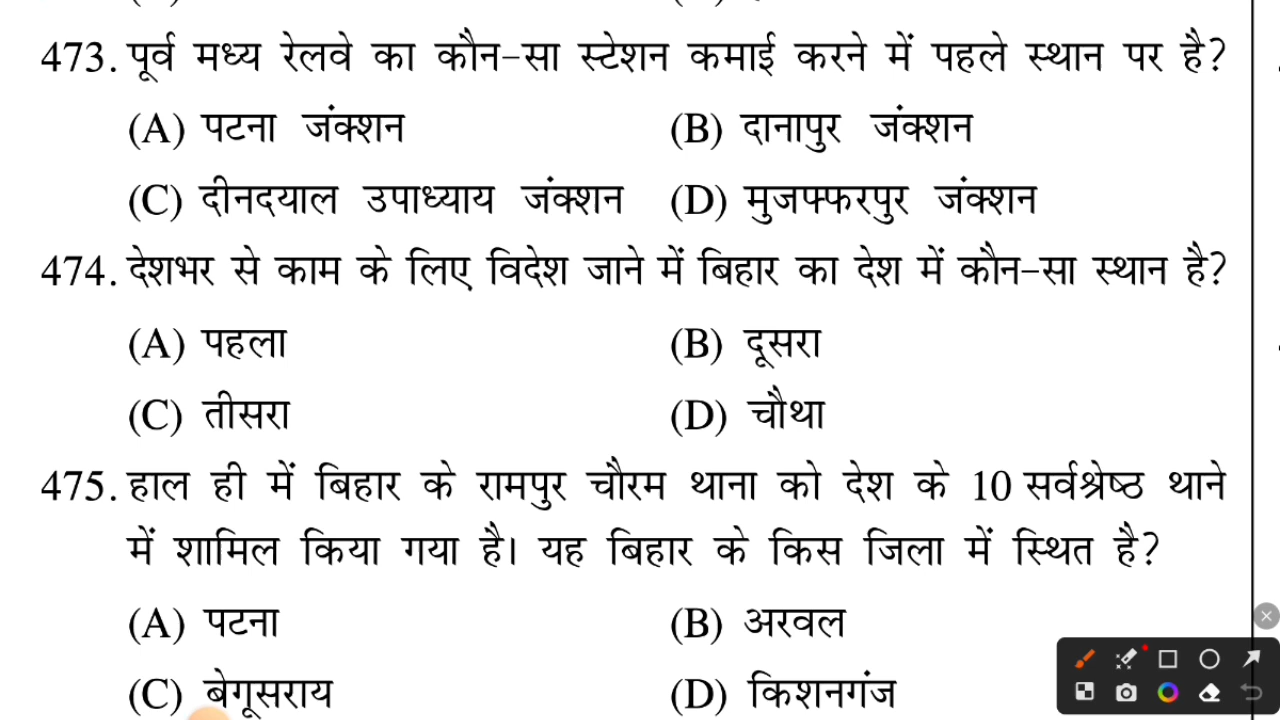 473. पूर्व मध्य रेलवे का कौन-सा स्टेशन कमाई करने में पहले स्थान पर है?
(A) पटना जंक्शन (B) दानापुर जंक्शन
(C) दीनदयाल उपाध्याय जंक्शन (D) मुजफ्फरपुर जंक्शन
474. देशभर से काम के लिए विदेश जाने में बिहार का देश में कौन-सा स्थान है?
(A) पहला (B) दूसरा
(C) तीसरा (D) चौथा
475. हाल ही में बिहार के रामपुर चौरम थाना को देश के 10 सर्वश्रेष्ठ थाने
में शामिल किया गया है। यह बिहार के किस जिला में स्थित है?
(A) पटना (B) अरवल
(C) बेगूसराय (D) किशनगंज